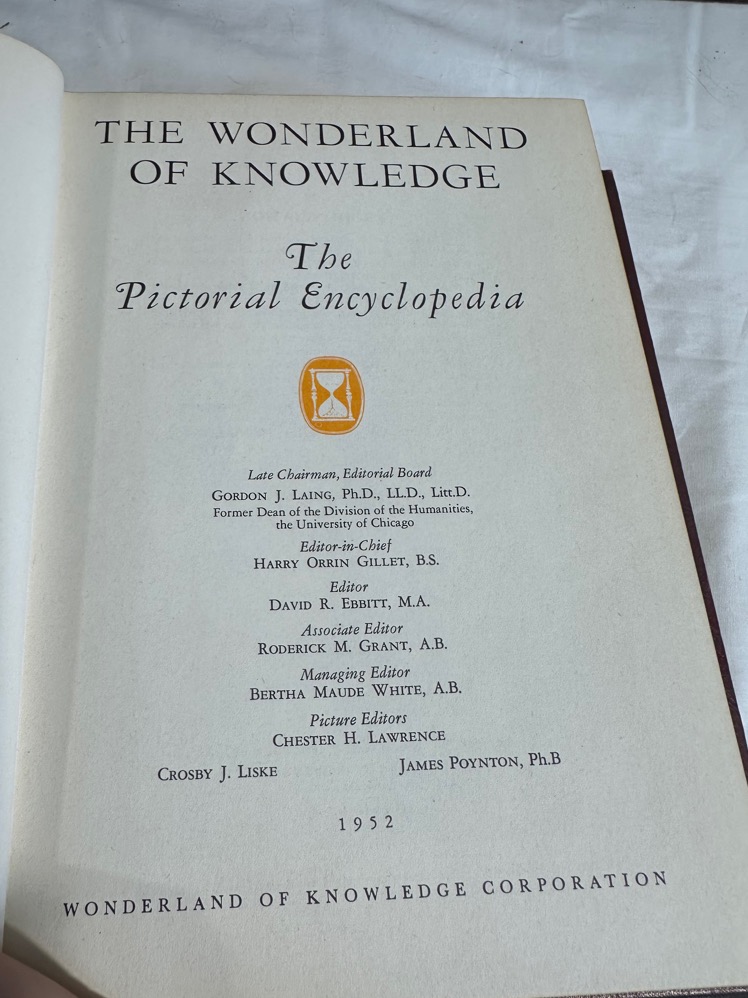 THE WONDERLAND
OF KNOWLEDGE
The
Pictorial Encyclopedia
Late Chairman, Editorial Board
GORDON J. LAING, Ph.D., LL.D., Litt.D.
Former Dean of the Division of the Humanities,
the University of Chicago
Editor-in-Chief
HARRY ORRIN GILLET, B.S.
Editor
DAVID R. EBBITT, M.A.
Associate Editor
RODERICK M. GRANT, A.B.
Managing Editor
BERTHA MAUDE WHITE, A.B.
Picture Editors
CHESTER H. LAWRENCE
CROSBY J. LISKE JAMES POYNTON, Ph.B
1952
WONDERLAND OF KNOWLEDGE CORPORATION